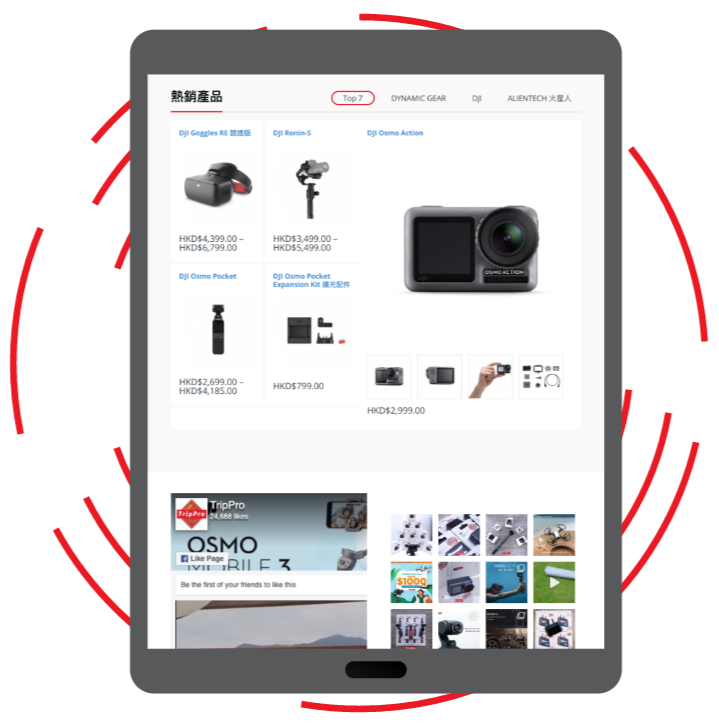 熱銷產品
Top 7
DYNAMIC GEAR
DJI
ALIENTECH 火星人
DJI Goggles RE 競速版
HKD$4,399.00 –
HKD$6,799.00
DJI Ronin-S
HKD$3,499.00 –
HKD$5,499.00
DJI Osmo Action
OSMO ACTION
DJI Osmo Pocket
HKD$2,699.00 –
HKD$4,185.00
DJI Osmo Pocket
Expansion Kit 擴充配件
HKD$799.00
HKD$2,999.00
TripPro
TripPro
24,688 likes
OSMO
MOBILE 3
Like Page
Be the first of your friends to like this